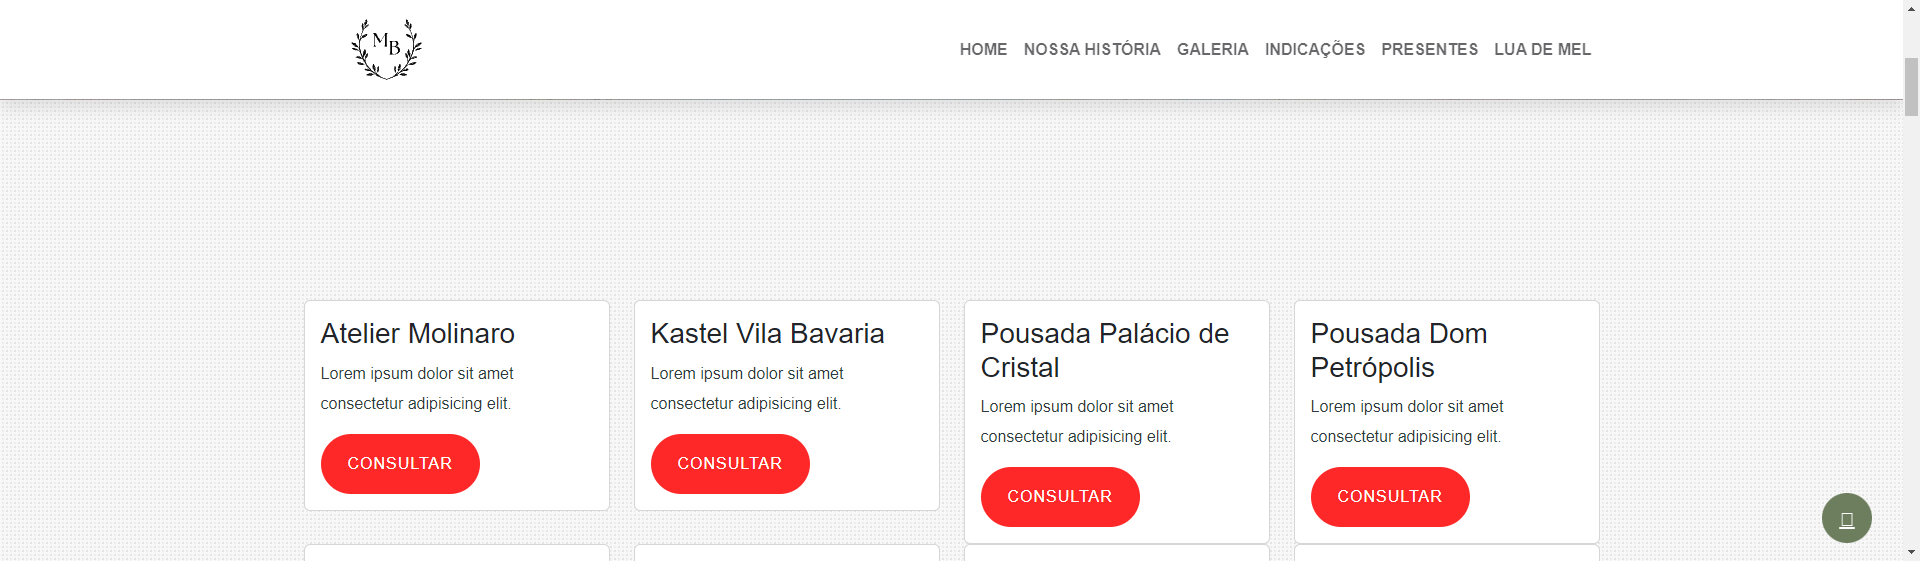 MB
HOME NOSSA HISTÓRIA GALERIA INDICAÇÕES PRESENTES LUA DE MEL
Atelier Molinaro
Lorem ipsum dolor sit amet
consectetur adipisicing elit.
CONSULTAR
Kastel Vila Bavaria
Lorem ipsum dolor sit amet
consectetur adipisicing elit.
CONSULTAR
Pousada Palácio de
Cristal
Lorem ipsum dolor sit amet
consectetur adipisicing elit.
CONSULTAR
Pousada Dom
Petrópolis
Lorem ipsum dolor sit amet
consectetur adipisicing elit.
CONSULTAR